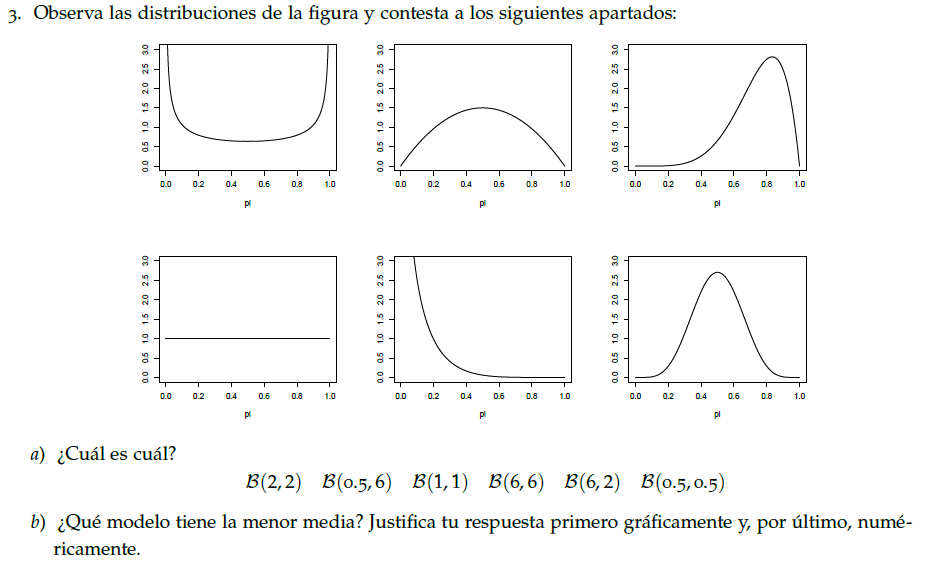 3. Observa las distribuciones de la figura y contesta a los siguientes apartados:
0.0 0.5 1.0 1.5 2.0 2.5 3.0
0.0 0.2 0.4 0.6 0.8 1.0
pi
0.0 0.5 1.0 1.5 2.0 2.5 3.0
0.0 0.2 0.4 0.6 0.8 1.0
pi
0.0 0.5 1.0 1.5 2.0 2.5 3.0
0.0 0.2 0.4 0.6 0.8 1.0
pi
0.0 0.5 1.0 1.5 2.0 2.5 3.0
0.0 0.2 0.4 0.6 0.8 1.0
pi
0.0 0.5 1.0 1.5 2.0 2.5 3.0
0.0 0.2 0.4 0.6 0.8 1.0
pi
0.0 0.5 1.0 1.5 2.0 2.5 3.0
0.0 0.2 0.4 0.6 0.8 1.0
pi
a) ¿Cuál es cuál?
ℬ(2,2) ℬ(0.5,6) ℬ(1,1) ℬ(6,6) ℬ(6,2) ℬ(0.5,0.5)
b) ¿Qué modelo tiene la menor media? Justifica tu respuesta primero gráficamente y, por último, numé-
ricamente.